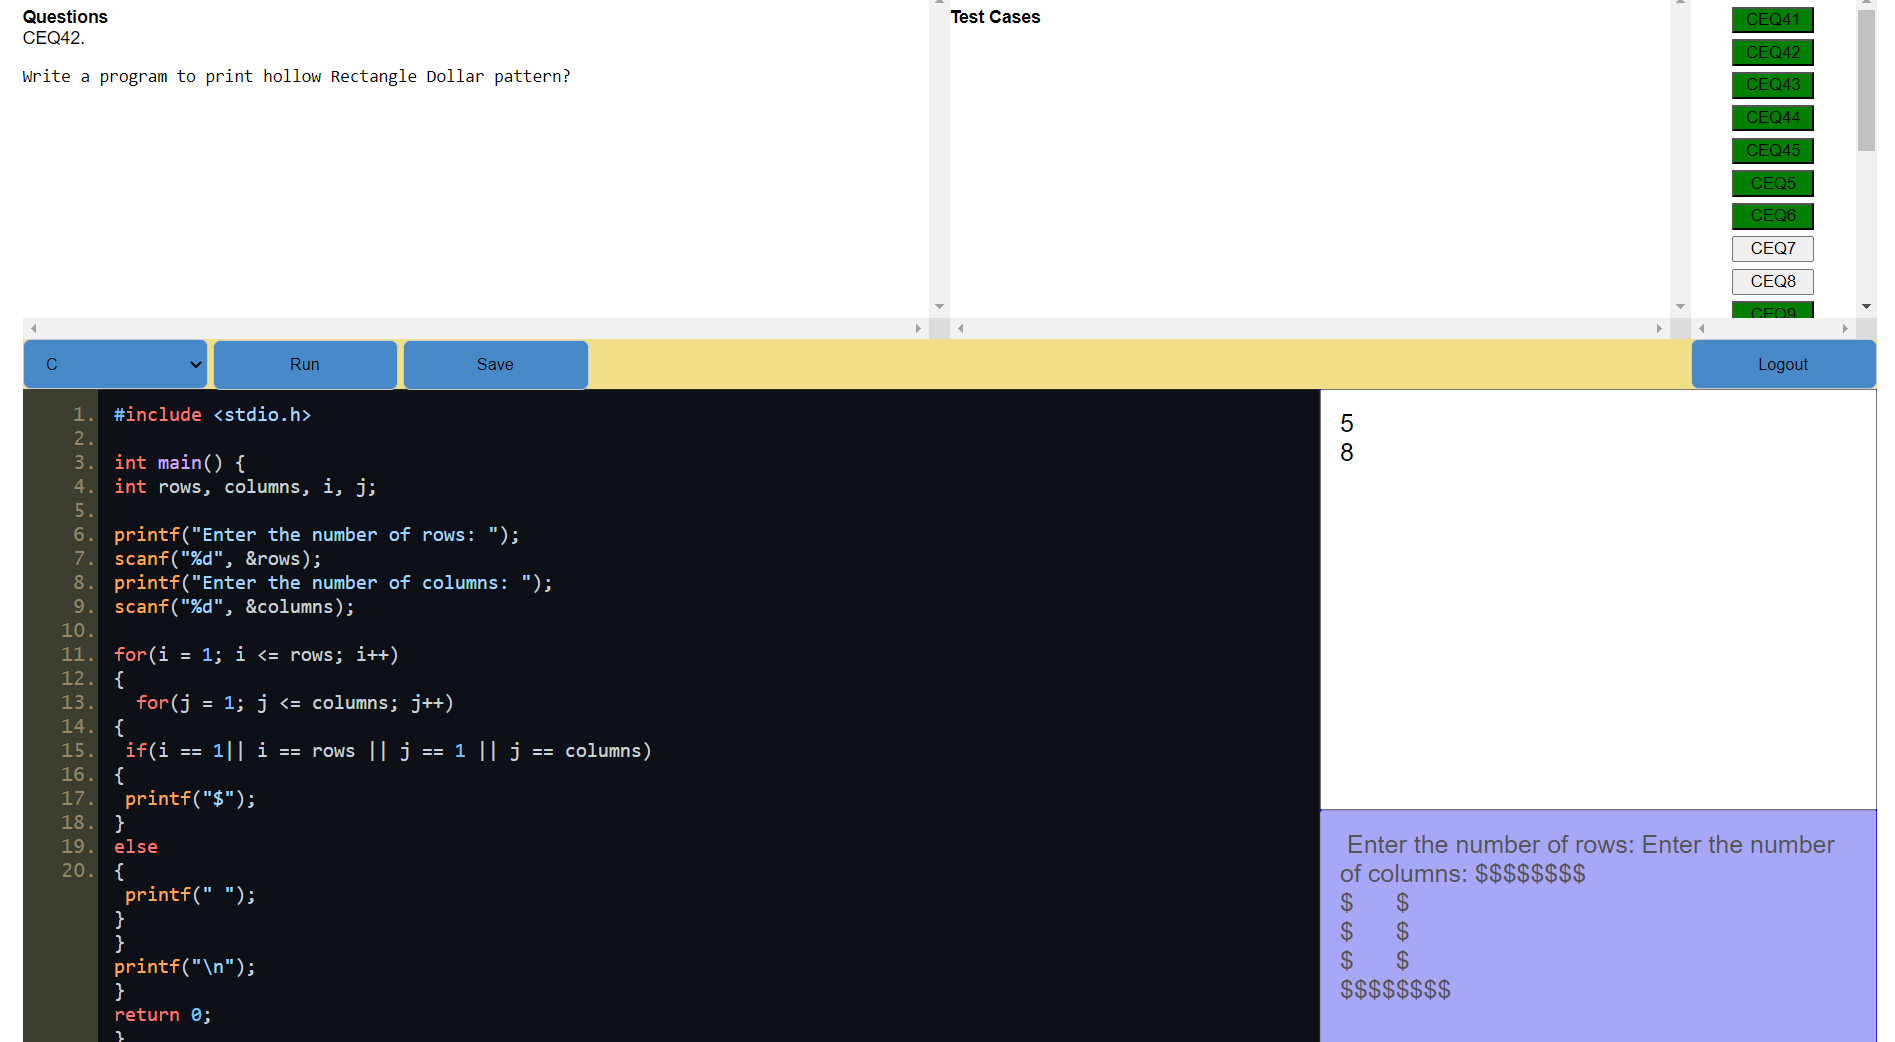 Questions
CEQ42.
Write a program to print hollow Rectangle Dollar pattern?
Test Cases
CEQ41
CEQ42
CEQ43
CEQ44
CEQ45
CEQ5
CEQ6
CEQ7
CEQ8
CEQ9
C
Run
Save
Logout
1. #include <stdio.h>
2.
3. int main() {
4. int rows, columns, i, j;
5.
6. printf("Enter the number of rows: ");
7. scanf("%d", &rows);
8. printf("Enter the number of columns: ");
9. scanf("%d", &columns);
10.
11. for(i = 1; i <= rows; i++)
12. {
13.   for(j = 1; j <= columns; j++)
14. {
15.  if(i == 1|| i == rows || j == 1 || j == columns)
16. {
17.  printf("$");
18. }
19. else
20. {
 printf(" ");
}
}
printf("\n");
}
return 0;
}
5
8
Enter the number of rows: Enter the number
of columns: $$$$$$$$
$      $
$      $
$      $
$$$$$$$$